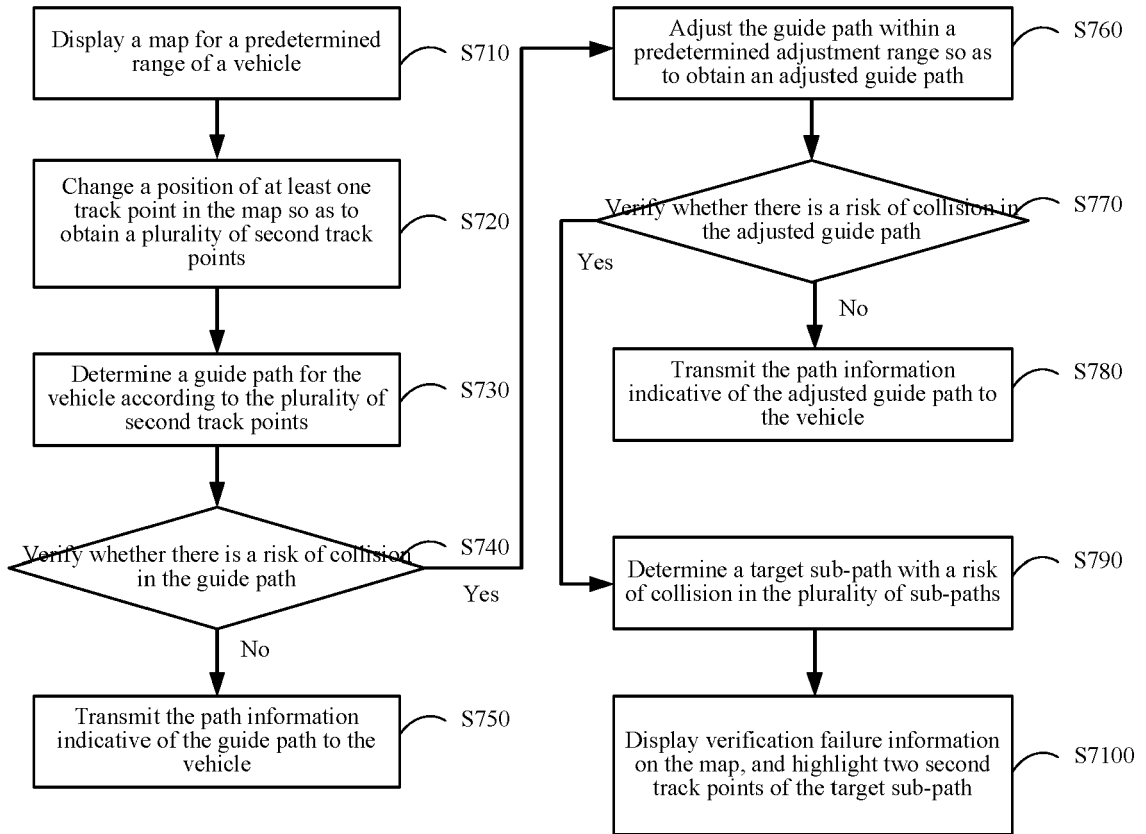 Display a map for a predetermined
range of a vehicle
S710
Change a position of at least one
track point in the map so as to
obtain a plurality of second track
points
S720
Determine a guide path for the
vehicle according to the plurality of
second track points
S730
Verify whether there is a risk of collision
in the guide path
S740
Yes
No
Transmit the path information
indicative of the guide path to the
vehicle
S750
Adjust the guide path within a
predetermined adjustment range so as
to obtain an adjusted guide path
S760
Verify whether there is a risk of collision in
the adjusted guide path
S770
Yes
No
Transmit the path information
indicative of the adjusted guide path to
the vehicle
S780
Determine a target sub-path with a risk
of collision in the plurality of sub-paths
S790
Display verification failure information
on the map, and highlight two second
track points of the target sub-path
S7100